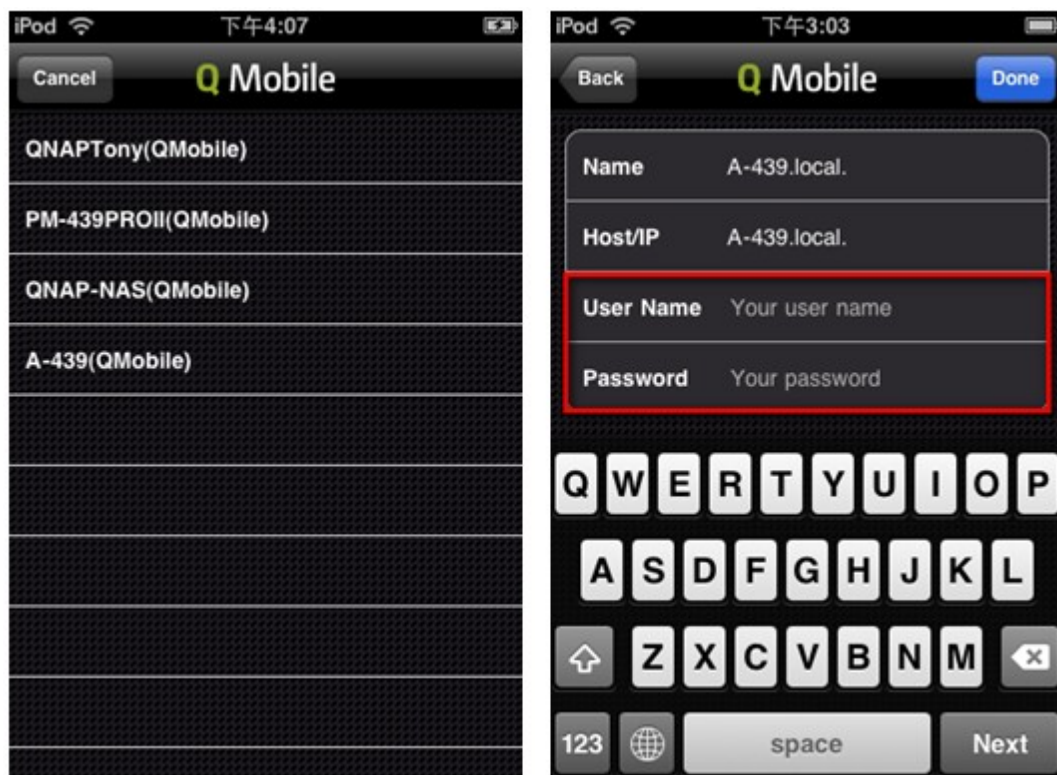 iPod 下午4:07
Cancel Q Mobile
QNAPTony(QMobile)
PM-439PROII(QMobile)
QNAP-NAS(QMobile)
A-439(QMobile)
iPod 下午3:03
Back Q Mobile Done
Name A-439.local.
Host/IP A-439.local.
User Name Your user name
Password Your password
Q W E R T Y U I O P
A S D F G H J K L
Z X C V B N M
123 space Next